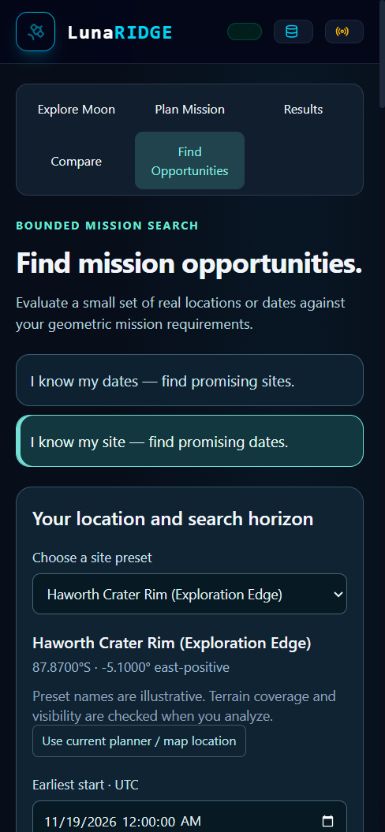 LunaRIDGE
Explore Moon
Plan Mission
Results
Compare
Find
Opportunities
BOUNDED MISSION SEARCH
Find mission opportunities.
Evaluate a small set of real locations or dates against
your geometric mission requirements.
I know my dates — find promising sites.
I know my site — find promising dates.
Your location and search horizon
Choose a site preset
Haworth Crater Rim (Exploration Edge)
Haworth Crater Rim (Exploration Edge)
87.8700°S · -5.1000° east-positive
Preset names are illustrative. Terrain coverage and
visibility are checked when you analyze.
Use current planner / map location
Earliest start · UTC
11/19/2026 12:00:00 AM